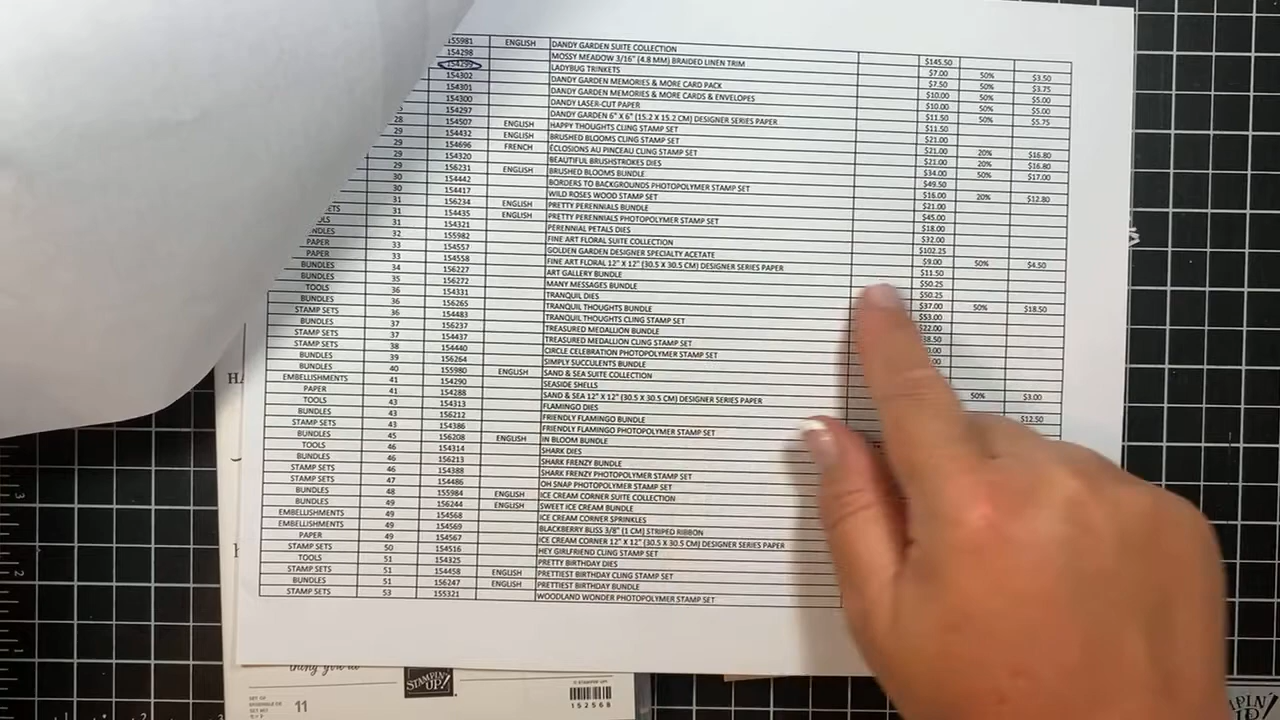 155981 ENGLISH DANDY GARDEN SUITE COLLECTION $145.50
154298 MOSSY MEADOW 3/16" (4.8 MM) BRAIDED LINEN TRIM $7.00 50% $3.50
154299 LADYBUG TRINKETS $7.50 50% $3.75
154302 DANDY GARDEN MEMORIES & MORE CARD PACK $10.00 50% $5.00
154301 DANDY GARDEN MEMORIES & MORE CARDS & ENVELOPES $10.00 50% $5.00
154300 DANDY LASER-CUT PAPER $11.50 50% $5.75
154297 DANDY GARDEN 6" X 6" (15.2 X 15.2 CM) DESIGNER SERIES PAPER $11.50
28 154507 ENGLISH HAPPY THOUGHTS CLING STAMP SET $21.00
29 154432 ENGLISH BRUSHED BLOOMS CLING STAMP SET $21.00 20% $16.80
29 154696 FRENCH ÉCLOSIONS AU PINCEAU CLING STAMP SET $21.00 20% $16.80
29 154320 BEAUTIFUL BRUSHSTROKES DIES $34.00 50% $17.00
29 156231 ENGLISH BRUSHED BLOOMS BUNDLE $49.50
30 154442 BORDERS TO BACKGROUNDS PHOTOPOLYMER STAMP SET $16.00 20% $12.80
30 154417 WILD ROSES WOOD STAMP SET $21.00
31 156234 ENGLISH PRETTY PERENNIALS BUNDLE $45.00
31 154435 ENGLISH PRETTY PERENNIALS PHOTOPOLYMER STAMP SET $18.00
31 154321 PERENNIAL PETALS DIES $32.00
32 155982 FINE ART FLORAL SUITE COLLECTION $102.25
PAPER 33 154557 GOLDEN GARDEN DESIGNER SPECIALTY ACETATE $9.00 50% $4.50
PAPER 33 154558 FINE ART FLORAL 12" X 12" (30.5 X 30.5 CM) DESIGNER SERIES PAPER $11.50
BUNDLES 34 156227 ART GALLERY BUNDLE $50.25
BUNDLES 35 156272 MANY MESSAGES BUNDLE $50.25
TOOLS 36 154331 TRANQUIL DIES $37.00 50% $18.50
BUNDLES 36 156265 TRANQUIL THOUGHTS BUNDLE $53.00
STAMP SETS 36 154483 TRANQUIL THOUGHTS CLING STAMP SET $22.00
BUNDLES 37 156237 TREASURED MEDALLION BUNDLE
STAMP SETS 37 154437 TREASURED MEDALLION CLING STAMP SET
STAMP SETS 38 154440 CIRCLE CELEBRATION PHOTOPOLYMER STAMP SET
BUNDLES 39 156264 SIMPLY SUCCULENTS BUNDLE
BUNDLES 40 155980 ENGLISH SAND & SEA SUITE COLLECTION
EMBELLISHMENTS 41 154290 SEASIDE SHELLS 50% $3.00
PAPER 41 154288 SAND & SEA 12" X 12" (30.5 X 30.5 CM) DESIGNER SERIES PAPER
TOOLS 43 154313 FLAMINGO DIES $12.50
BUNDLES 43 156212 FRIENDLY FLAMINGO BUNDLE
STAMP SETS 43 154386 FRIENDLY FLAMINGO PHOTOPOLYMER STAMP SET
BUNDLES 45 156208 ENGLISH IN BLOOM BUNDLE
TOOLS 46 154314 SHARK DIES
BUNDLES 46 156213 SHARK FRENZY BUNDLE
STAMP SETS 46 154388 SHARK FRENZY PHOTOPOLYMER STAMP SET
STAMP SETS 47 154486 OH SNAP PHOTOPOLYMER STAMP SET
BUNDLES 48 155984 ENGLISH ICE CREAM CORNER SUITE COLLECTION
BUNDLES 49 156244 ENGLISH SWEET ICE CREAM BUNDLE
EMBELLISHMENTS 49 154568 ICE CREAM CORNER SPRINKLES
EMBELLISHMENTS 49 154569 BLACKBERRY BLISS 3/8" (1 CM) STRIPED RIBBON
PAPER 49 154567 ICE CREAM CORNER 12" X 12" (30.5 X 30.5 CM) DESIGNER SERIES PAPER
STAMP SETS 50 154516 HEY GIRLFRIEND CLING STAMP SET
TOOLS 51 154325 PRETTY BIRTHDAY DIES
STAMP SETS 51 154458 ENGLISH PRETTIEST BIRTHDAY CLING STAMP SET
BUNDLES 51 156247 ENGLISH PRETTIEST BIRTHDAY BUNDLE
STAMP SETS 53 155321 WOODLAND WONDER PHOTOPOLYMER STAMP SET
STAMPIN' UP!
11
152568
3
2
1